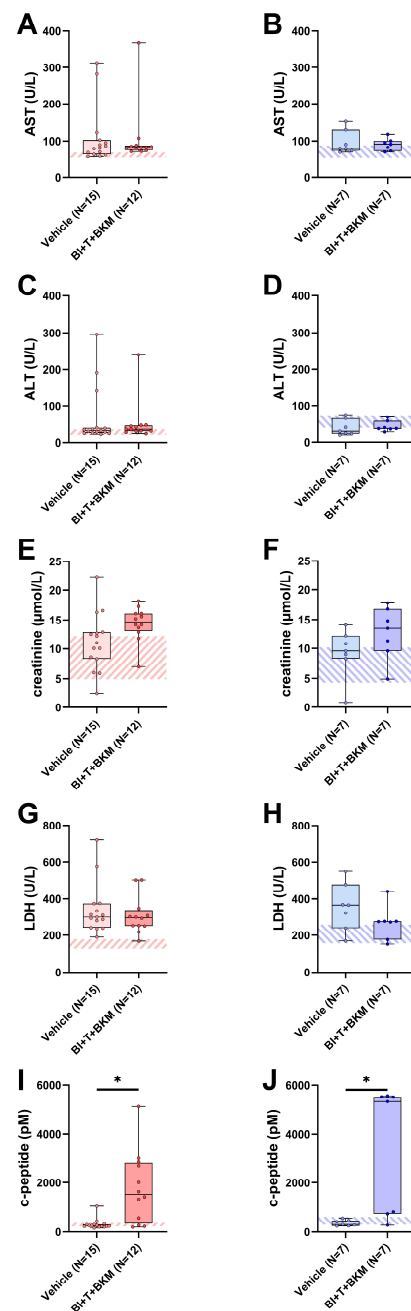 A
B
AST (U/L)
400
300
200
100
0
Vehicle (N=15)
BI+T+BKM (N=12)
AST (U/L)
400
300
200
100
0
Vehicle (N=7)
BI+T+BKM (N=7)
C
D
ALT (U/L)
400
300
200
100
0
Vehicle (N=15)
BI+T+BKM (N=12)
ALT (U/L)
400
300
200
100
0
Vehicle (N=7)
BI+T+BKM (N=7)
E
F
creatinine (µmol/L)
25
20
15
10
5
0
Vehicle (N=15)
BI+T+BKM (N=12)
creatinine (µmol/L)
25
20
15
10
5
0
Vehicle (N=7)
BI+T+BKM (N=7)
G
H
LDH (U/L)
800
600
400
200
0
Vehicle (N=15)
BI+T+BKM (N=12)
LDH (U/L)
800
600
400
200
0
Vehicle (N=7)
BI+T+BKM (N=7)
I
J
c-peptide (pM)
6000
4000
2000
0
*
Vehicle (N=15)
BI+T+BKM (N=12)
c-peptide (pM)
6000
4000
2000
0
*
Vehicle (N=7)
BI+T+BKM (N=7)